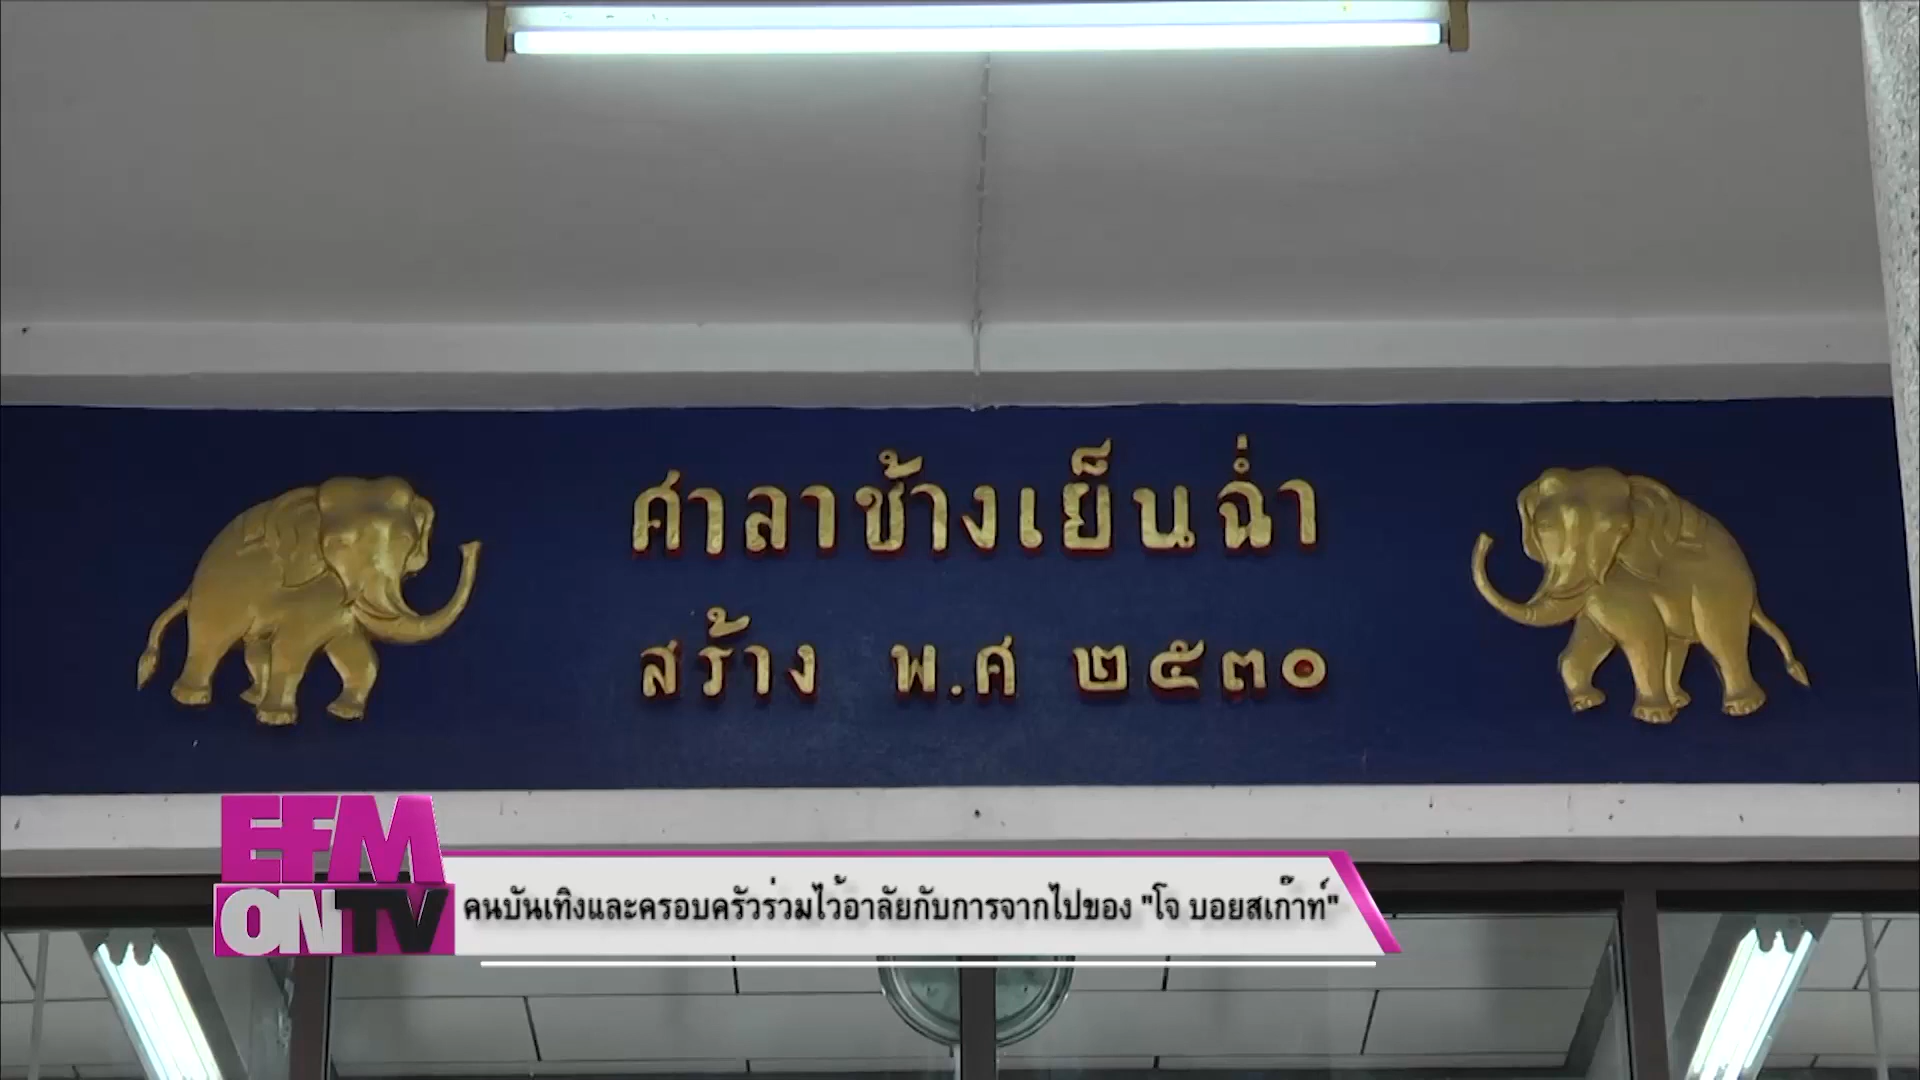 ศาลาช้างเย็นฉ่ำ
สร้าง พ.ศ ๒๕๓๐
EFM
ONTV
คนบันเทิงและครอบครัวร่วมไว้อาลัยกับการจากไปของ "โจ บอยสเก๊าท์"